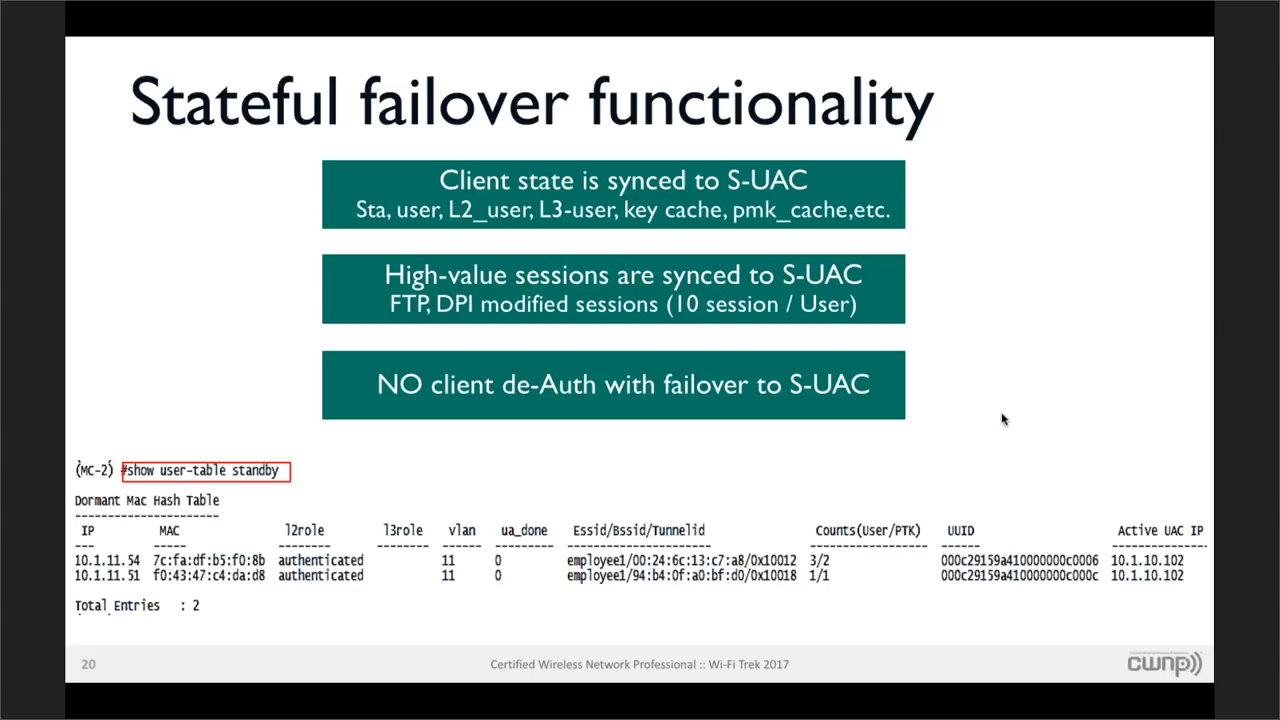 Stateful failover functionality
Client state is synced to S-UAC
Sta, user, L2_user, L3-user, key cache, pmk_cache,etc.
High-value sessions are synced to S-UAC
FTP, DPI modified sessions (10 session / User)
NO client de-Auth with failover to S-UAC
(MC-2) #show user-table standby
Dormant Mac Hash Table
----------------------
IP MAC l2role l3role vlan ua_done Essid/Bssid/Tunnelid Counts(User/PTK) UUID Active UAC IP
10.1.11.54 7c:fa:df:b5:f0:8b authenticated 11 0 employee1/00:24:6c:13:c7:a8/0x10012 3/2 000c29159a410000000c0006 10.1.10.102
10.1.11.51 f0:43:47:c4:da:d8 authenticated 11 0 employee1/94:b4:0f:a0:bf:d0/0x10018 1/1 000c29159a410000000c000c 10.1.10.102
Total Entries : 2
20 Certified Wireless Network Professional :: Wi-Fi Trek 2017 cwnp